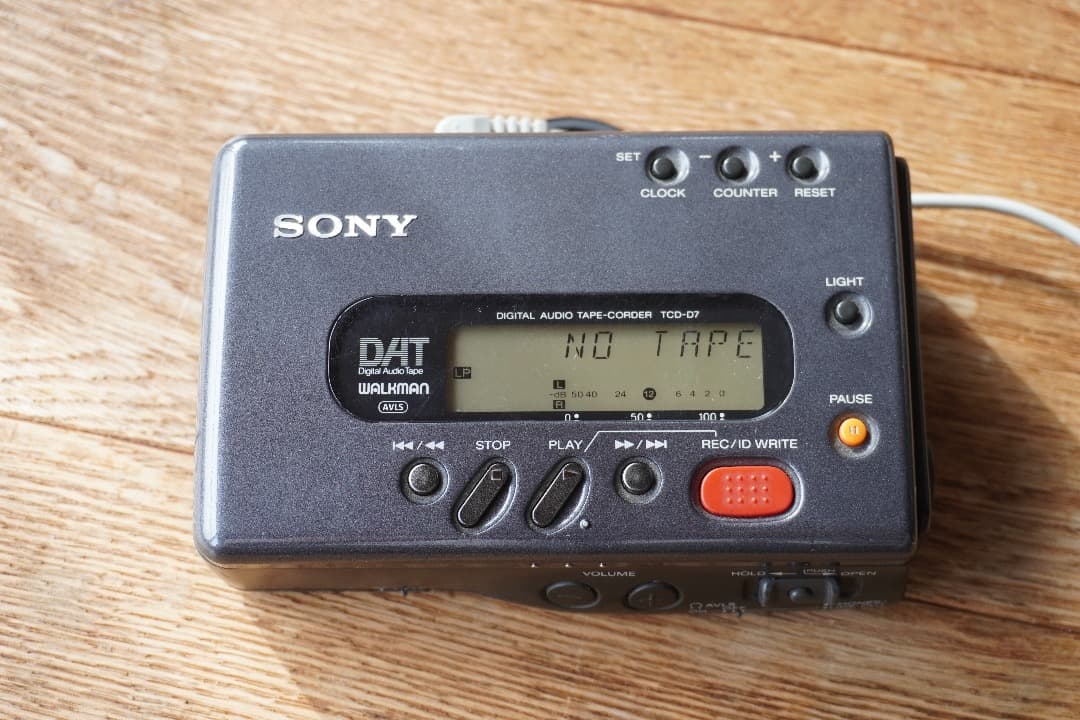 SET - +
CLOCK COUNTER RESET
SONY
LIGHT
DIGITAL AUDIO TAPE-CORDER TCD-D7
NO TAPE
DAT
Digital Audio Tape
WALKMAN
AVLS
LP
L
-dB 50 40 24 12 6 4 2 0
R
0 50 100
PAUSE
STOP PLAY REC/ID WRITE
VOLUME
HOLD PUSH OPEN
AVLS